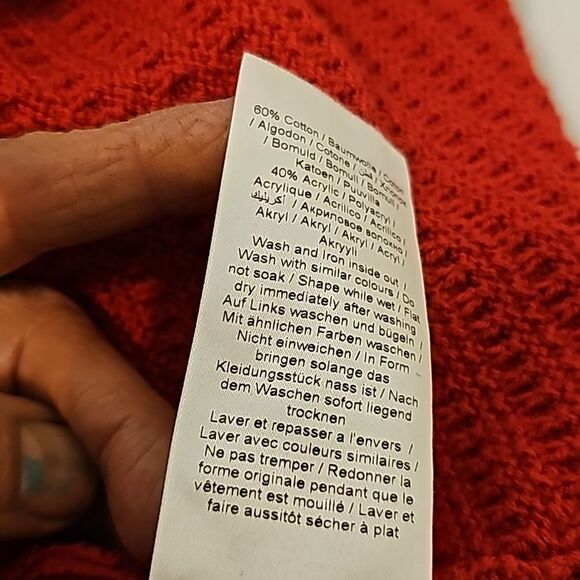 60% Cotton / Baumwolle / Coton
/ Algodon / Cotone / قطن / Хлопок
/ Bomuld / Bomull / Bomull /
Katoen / Puuvilla
40% Acrylic / Polyacryl /
Acrylique / Acrilico / Acrilico /
أكريليك / Акриловое волокно /
Akryl / Akryl / Akryl / Acryl /
Akryyli
Wash and Iron inside out /
Wash with similar colours / Do
not soak / Shape while wet / Flat
dry immediately after washing
Auf Links waschen und bügeln /
Mit ähnlichen Farben waschen /
Nicht einweichen / In Form -
bringen solange das
Kleidungsstück nass ist / Nach
dem Waschen sofort liegend
trocknen
Laver et repasser a l'envers /
Laver avec couleurs similaires /
Ne pas tremper / Redonner la
forme originale pendant que le
vêtement est mouillé / Laver et
faire aussitôt sécher à plat